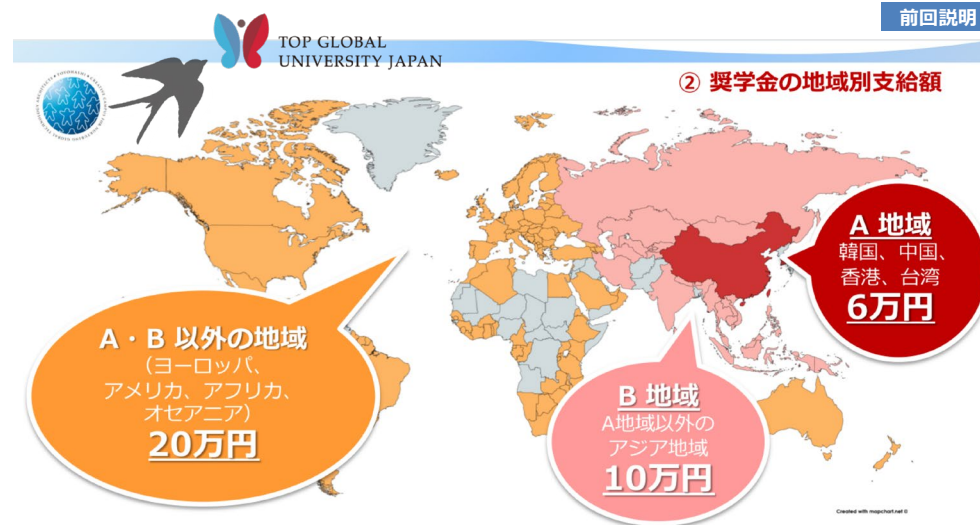 前回説明
TOP GLOBAL
UNIVERSITY JAPAN
② 奨学金の地域別支給額
A 地域
韓国、中国、
香港、台湾
6万円
A・B 以外の地域
（ヨーロッパ、
アメリカ、アフリカ、
オセアニア）
20万円
B 地域
A地域以外の
アジア地域
10万円
Created with mapchart.net ©